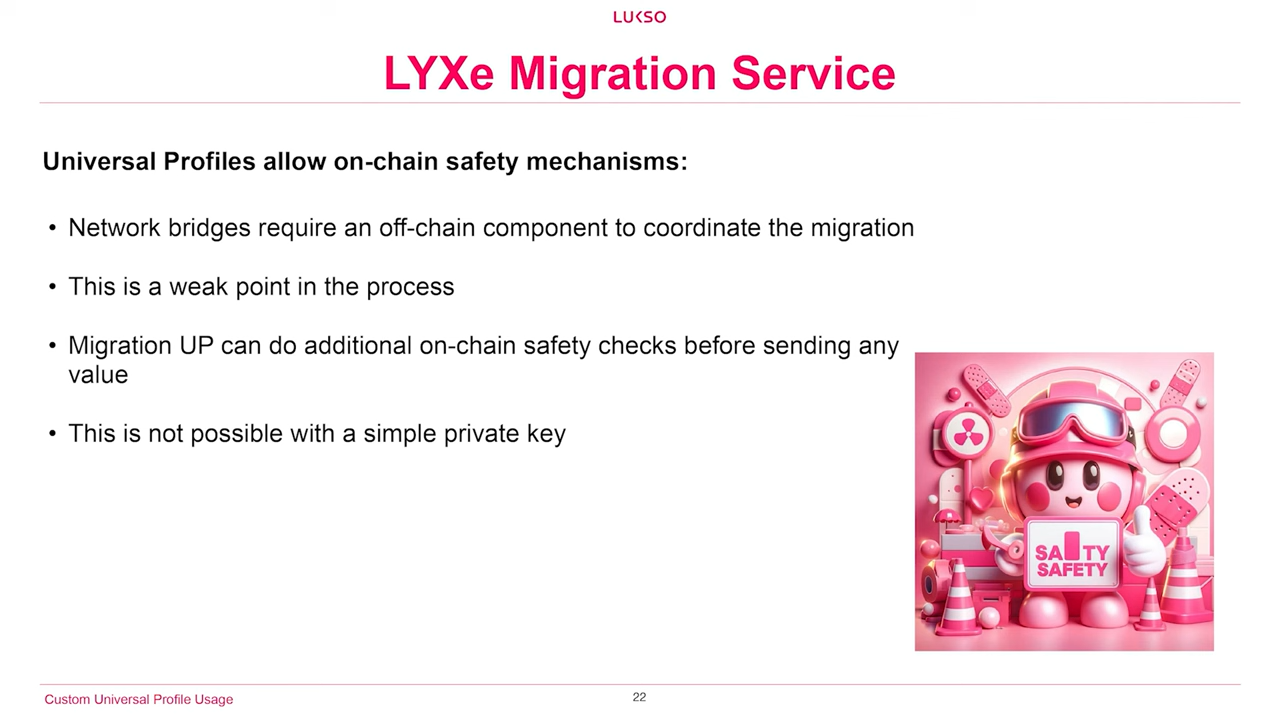 LUKSO
LYXe Migration Service
Universal Profiles allow on-chain safety mechanisms:
• Network bridges require an off-chain component to coordinate the migration
• This is a weak point in the process
• Migration UP can do additional on-chain safety checks before sending any
value
• This is not possible with a simple private key
SA TY
SAFETY
Custom Universal Profile Usage
22